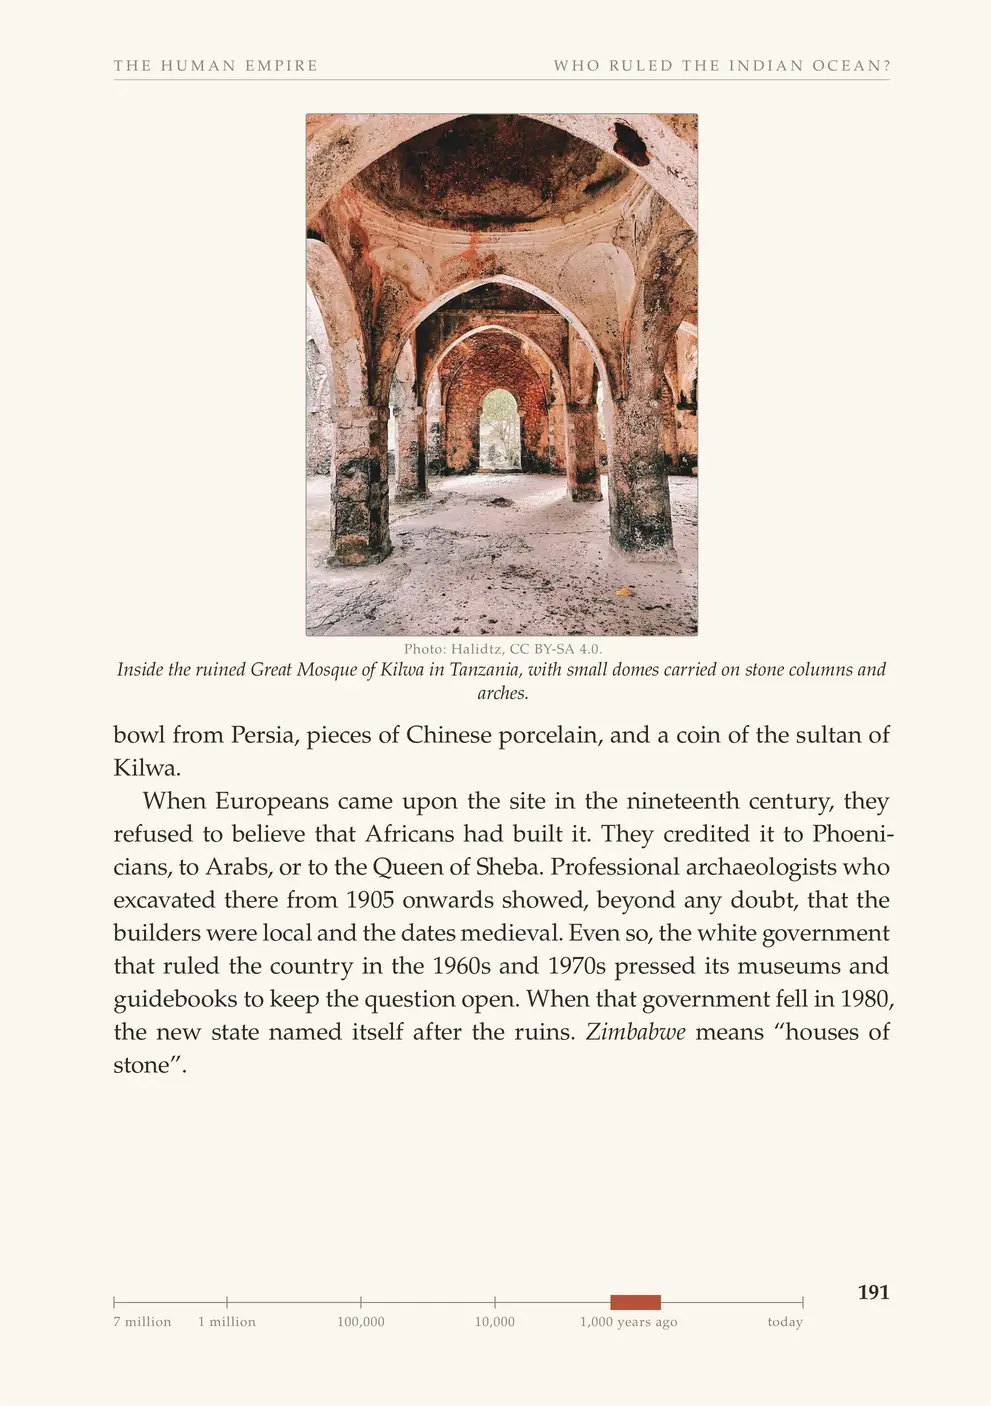 THE HUMAN EMPIRE
WHO RULED THE INDIAN OCEAN?
Photo: Halidtz, CC BY-SA 4.0.
Inside the ruined Great Mosque of Kilwa in Tanzania, with small domes carried on stone columns and
arches.
bowl from Persia, pieces of Chinese porcelain, and a coin of the sultan of
Kilwa.
When Europeans came upon the site in the nineteenth century, they
refused to believe that Africans had built it. They credited it to Phoeni-
cians, to Arabs, or to the Queen of Sheba. Professional archaeologists who
excavated there from 1905 onwards showed, beyond any doubt, that the
builders were local and the dates medieval. Even so, the white government
that ruled the country in the 1960s and 1970s pressed its museums and
guidebooks to keep the question open. When that government fell in 1980,
the new state named itself after the ruins. Zimbabwe means “houses of
stone”.
191
7 million 1 million 100,000 10,000 1,000 years ago today